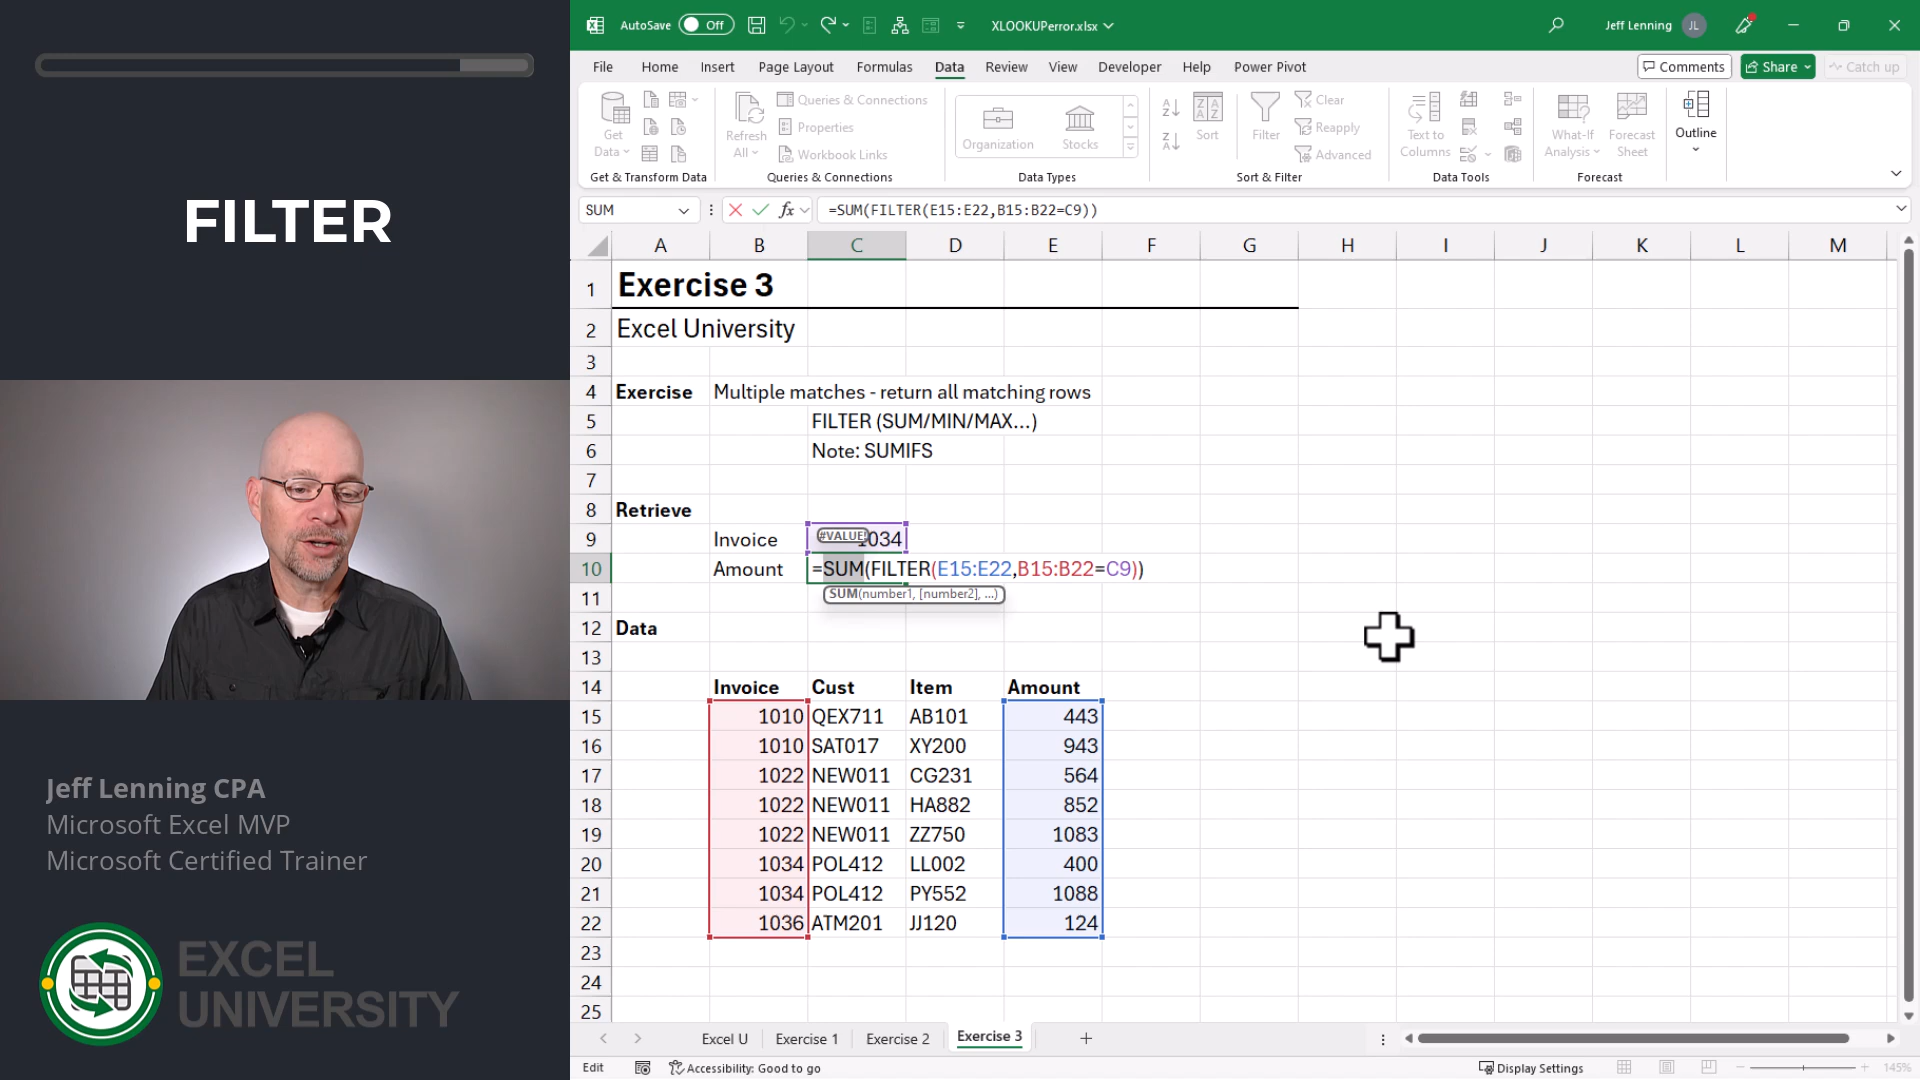 FILTER
Jeff Lenning CPA
Microsoft Excel MVP
Microsoft Certified Trainer
EXCEL
UNIVERSITY
AutoSave Off XLOOKUPerror.xlsx Jeff Lenning JL
File Home Insert Page Layout Formulas Data Review View Developer Help Power Pivot Comments Share Catch up
Get Data
Refresh All
Queries & Connections
Properties
Workbook Links
Organization
Stocks
Sort
Filter
Clear
Reapply
Advanced
Text to Columns
What-If Analysis
Forecast Sheet
Outline
Get & Transform Data Queries & Connections Data Types Sort & Filter Data Tools Forecast
SUM fx =SUM(FILTER(E15:E22,B15:B22=C9))
A B C D E F G H I J K L M
1 Exercise 3
2 Excel University
3
4 Exercise Multiple matches - return all matching rows
5 FILTER (SUM/MIN/MAX...)
6 Note: SUMIFS
7
8 Retrieve
9 Invoice #VALUE! 1034
10 Amount =SUM(FILTER(E15:E22,B15:B22=C9))
11 SUM(number1, [number2], ...)
12 Data
13
14 Invoice Cust Item Amount
15 1010 QEX711 AB101 443
16 1010 SAT017 XY200 943
17 1022 NEW011 CG231 564
18 1022 NEW011 HA882 852
19 1022 NEW011 ZZ750 1083
20 1034 POL412 LL002 400
21 1034 POL412 PY552 1088
22 1036 ATM201 JJ120 124
23
24
25
Excel U Exercise 1 Exercise 2 Exercise 3
Edit Accessibility: Good to go Display Settings 145%